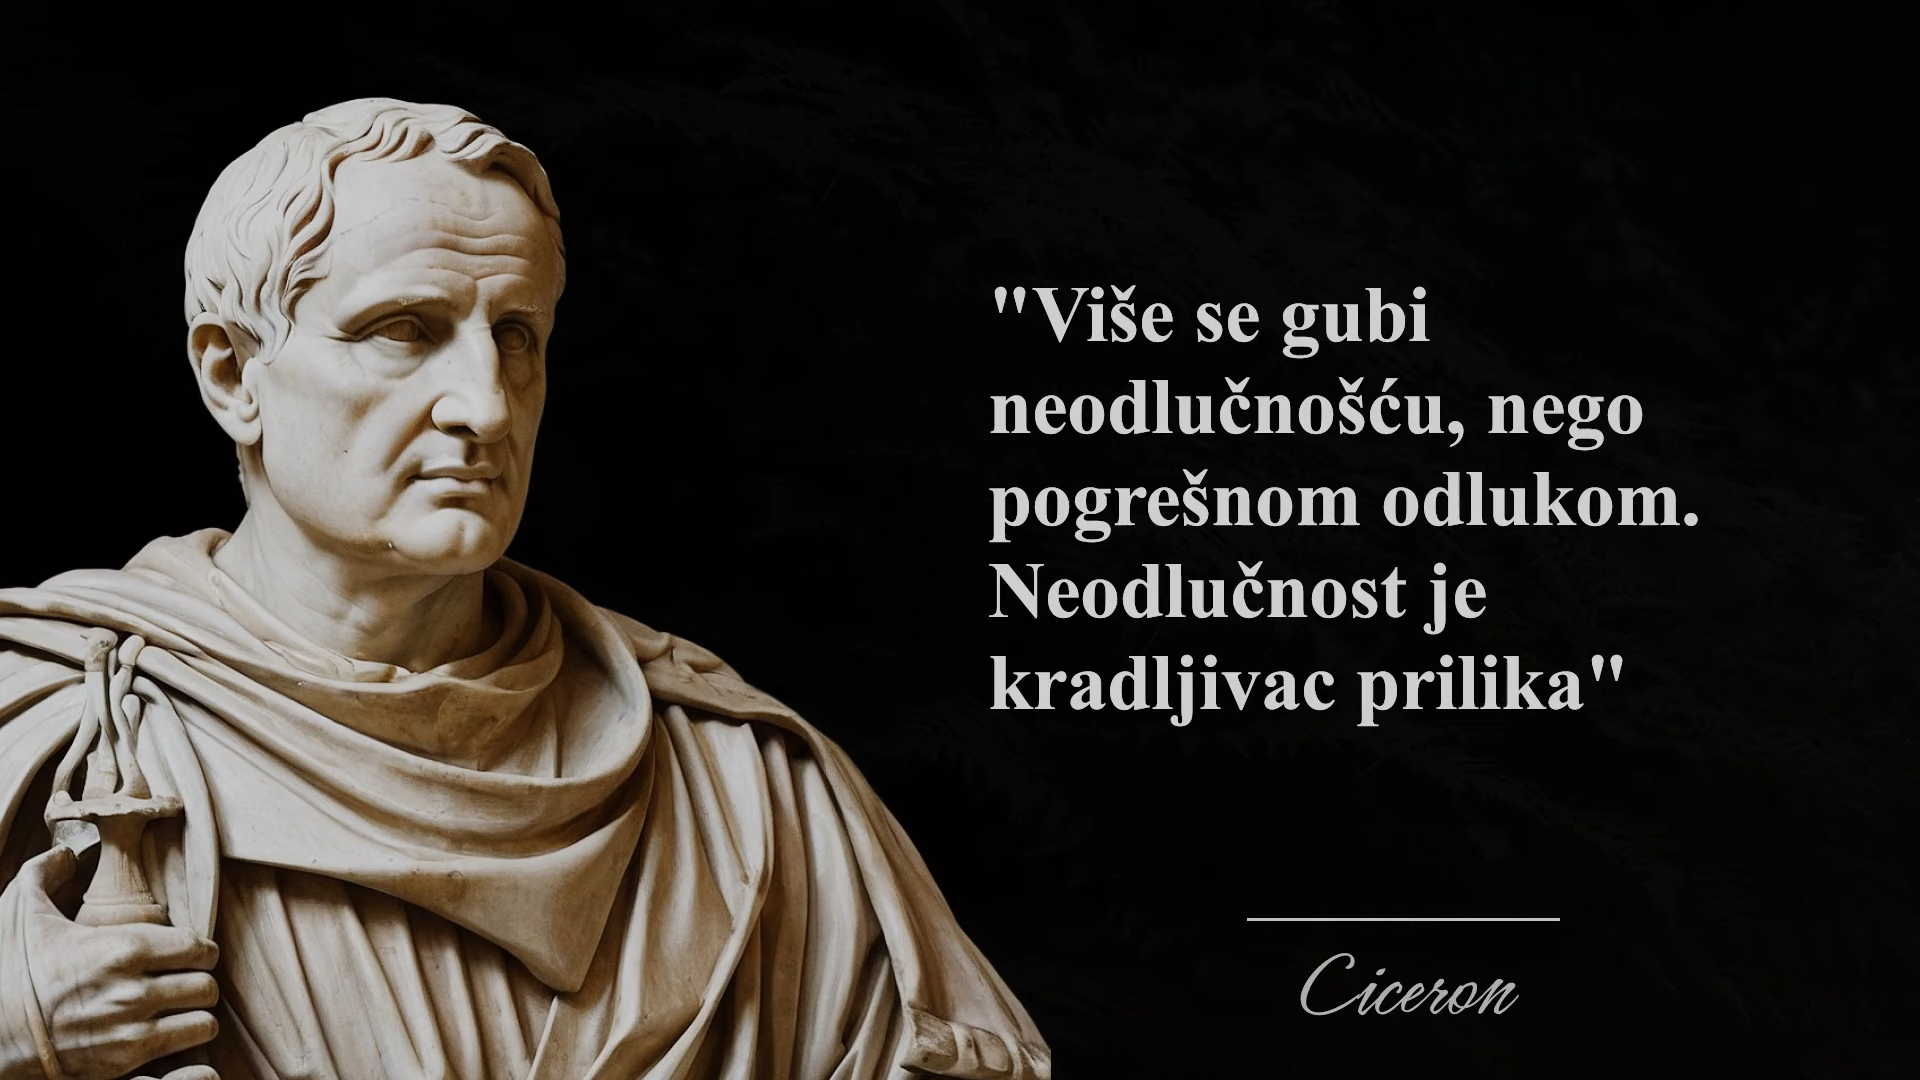 "Više se gubi
neodlučnošću, nego
pogrešnom odlukom.
Neodlučnost je
kradljivac prilika"
Ciceron